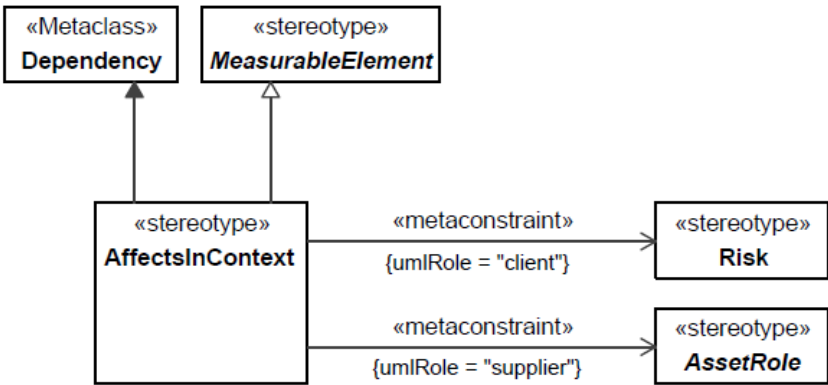 «Metaclass»
Dependency
«stereotype»
MeasurableElement
«stereotype»
AffectsInContext
«metaconstraint»
{umlRole = "client"}
«stereotype»
Risk
«metaconstraint»
{umlRole = "supplier"}
«stereotype»
AssetRole